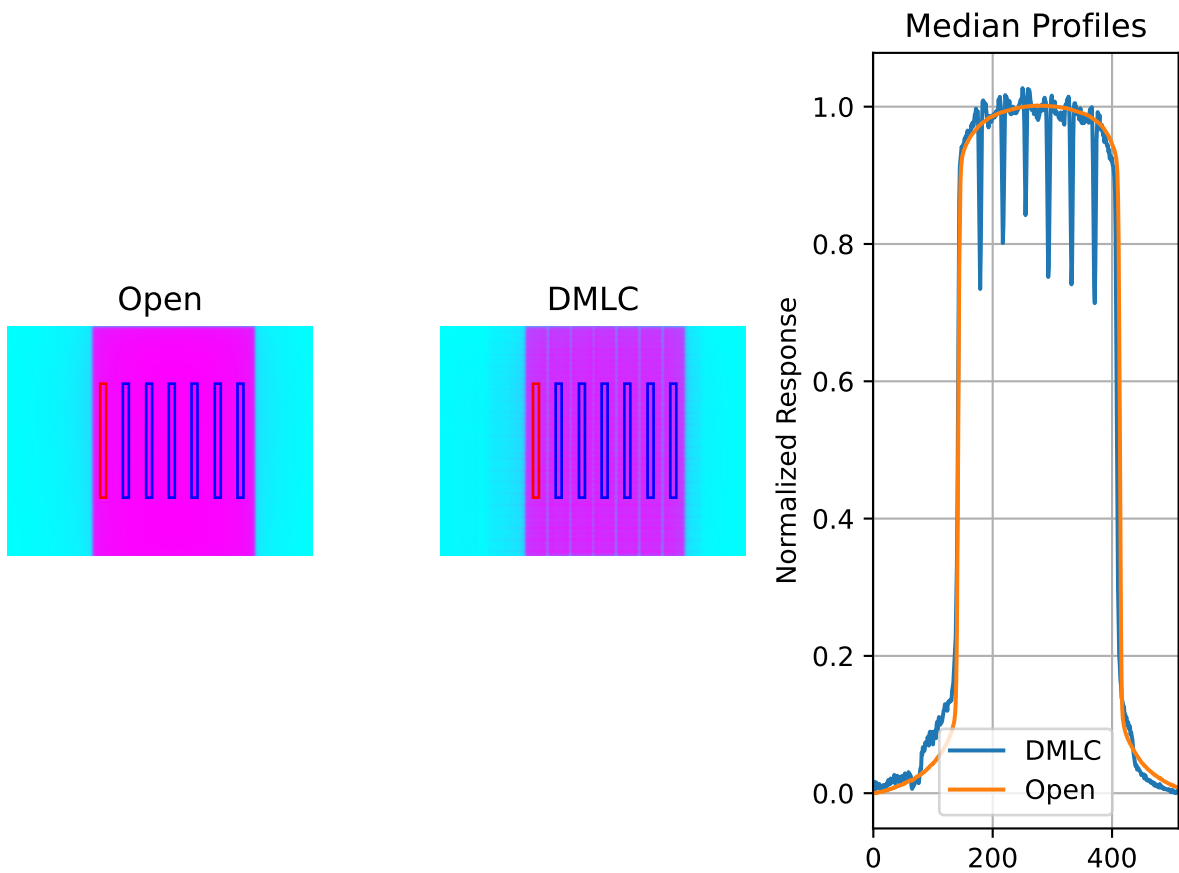 Open
DMLC
Median Profiles
Normalized Response
1.0
0.8
0.6
0.4
0.2
0.0
0 200 400
DMLC
Open